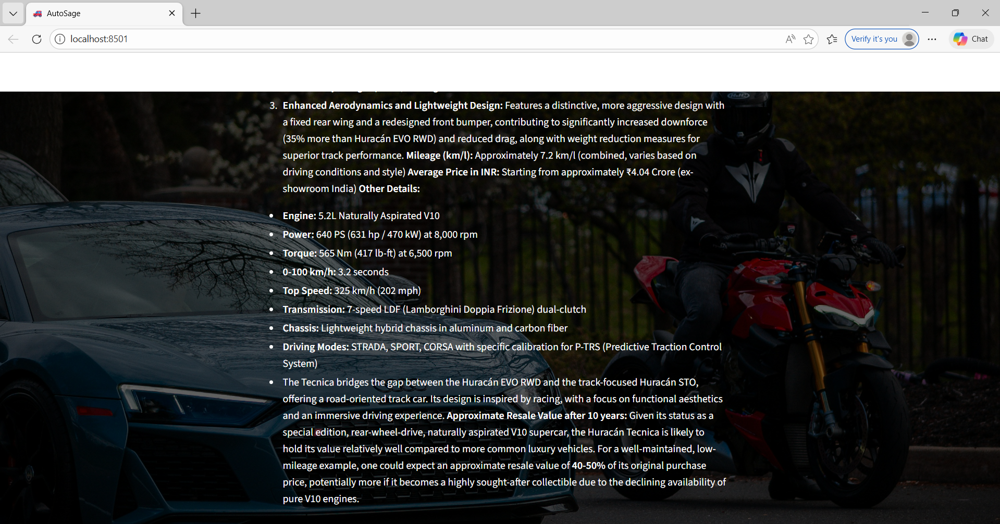 AutoSage
localhost:8501
Verify it's you
Chat
HJC
3. Enhanced Aerodynamics and Lightweight Design: Features a distinctive, more aggressive design with
a fixed rear wing and a redesigned front bumper, contributing to significantly increased downforce
(35% more than Huracán EVO RWD) and reduced drag, along with weight reduction measures for
superior track performance. Mileage (km/l): Approximately 7.2 km/l (combined, varies based on
driving conditions and style) Average Price in INR: Starting from approximately ₹4.04 Crore (ex-
showroom India) Other Details:
• Engine: 5.2L Naturally Aspirated V10
• Power: 640 PS (631 hp / 470 kW) at 8,000 rpm
• Torque: 565 Nm (417 lb-ft) at 6,500 rpm
• 0-100 km/h: 3.2 seconds
• Top Speed: 325 km/h (202 mph)
• Transmission: 7-speed LDF (Lamborghini Doppia Frizione) dual-clutch
• Chassis: Lightweight hybrid chassis in aluminum and carbon fiber
• Driving Modes: STRADA, SPORT, CORSA with specific calibration for P-TRS (Predictive Traction Control
System)
• The Tecnica bridges the gap between the Huracán EVO RWD and the track-focused Huracán STO,
offering a road-oriented track car. Its design is inspired by racing, with a focus on functional aesthetics
and an immersive driving experience. Approximate Resale Value after 10 years: Given its status as a
special edition, rear-wheel-drive, naturally aspirated V10 supercar, the Huracán Tecnica is likely to
hold its value relatively well compared to more common luxury vehicles. For a well-maintained, low-
mileage example, one could expect an approximate resale value of 40-50% of its original purchase
price, potentially more if it becomes a highly sought-after collectible due to the declining availability of
pure V10 engines.